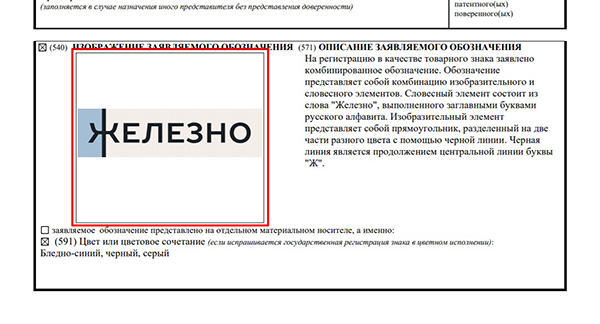 (заполняется в случае назначения иного представителя без представления доверенности)
патентного(ых)
поверенного(ых)
(540) ИЗОБРАЖЕНИЕ ЗАЯВЛЯЕМОГО ОБОЗНАЧЕНИЯ (571) ОПИСАНИЕ ЗАЯВЛЯЕМОГО ОБОЗНАЧЕНИЯ
На регистрацию в качестве товарного знака заявлено
комбинированное обозначение. Обозначение
представляет собой комбинацию изобразительного и
словесного элементов. Словесный элемент состоит из
слова "Железно", выполненного заглавными буквами
русского алфавита. Изобразительный элемент
представляет собой прямоугольник, разделенный на две
части разного цвета с помощью черной линии. Черная
линия является продолжением центральной линии буквы
"Ж".
ЖЕЛЕЗНО
заявляемое обозначение представлено на отдельном материальном носителе, а именно:
(591) Цвет или цветовое сочетание (если испрашивается государственная регистрация знака в цветном исполнении):
Бледно-синий, черный, серый